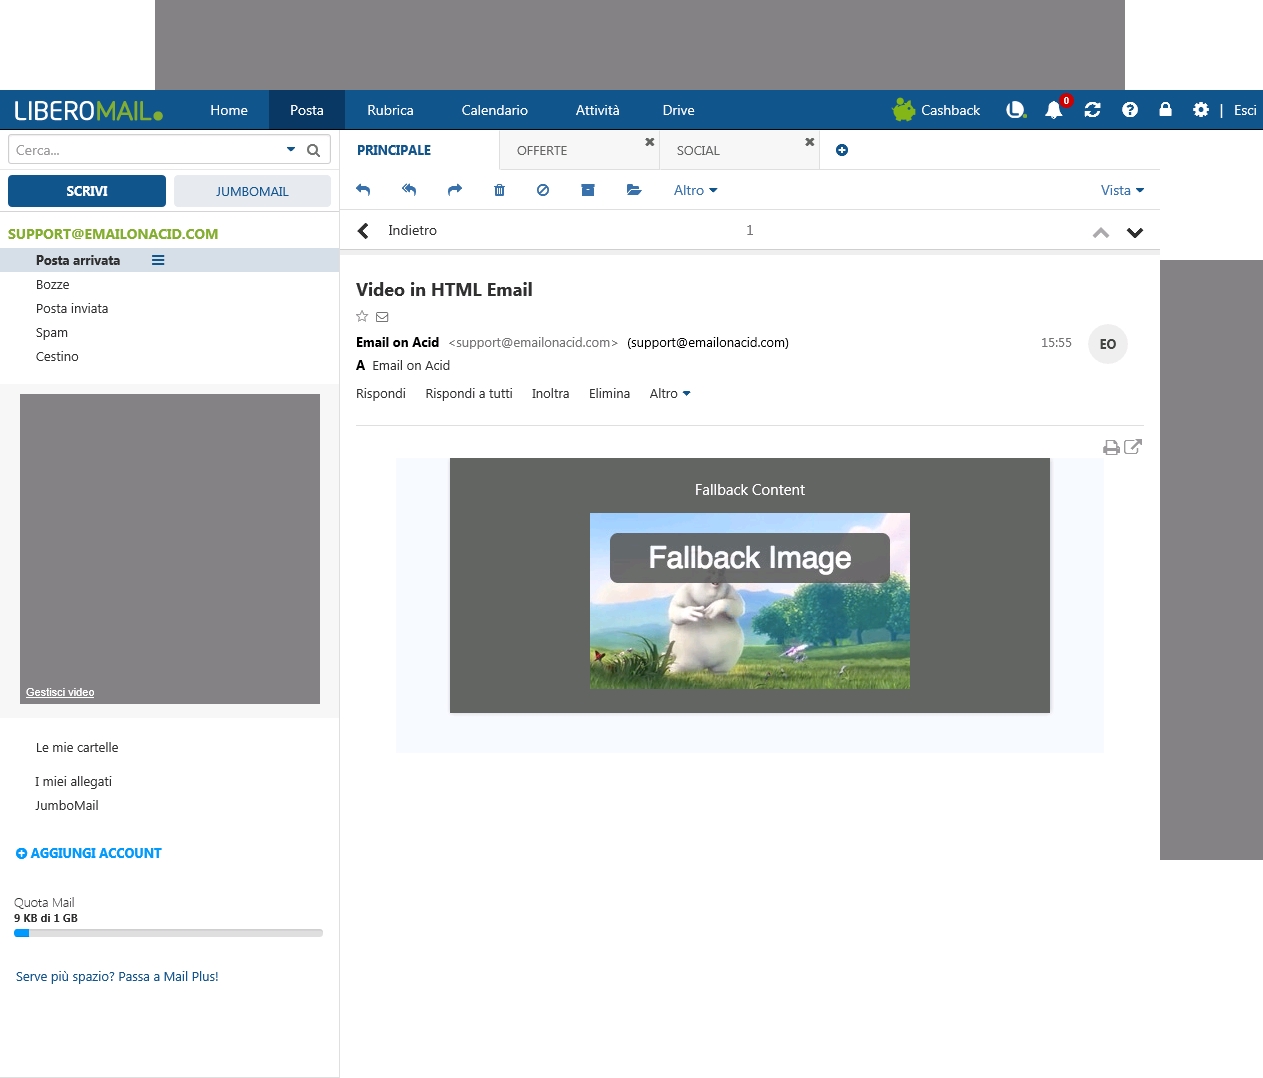 LIBEROMAIL
Home
Posta
Rubrica
Calendario
Attività
Drive
Cashback
0
Esci
Cerca...
PRINCIPALE
OFFERTE
SOCIAL
SCRIVI
JUMBOMAIL
Altro
Vista
Indietro
1
SUPPORT@EMAILONACID.COM
Posta arrivata
Bozze
Posta inviata
Spam
Cestino
Gestisci video
Le mie cartelle
I miei allegati
JumboMail
AGGIUNGI ACCOUNT
Quota Mail
9 KB di 1 GB
Serve più spazio? Passa a Mail Plus!
Video in HTML Email
Email on Acid <support@emailonacid.com> (support@emailonacid.com)
15:55
EO
A Email on Acid
Rispondi
Rispondi a tutti
Inoltra
Elimina
Altro
Fallback Content
Fallback Image